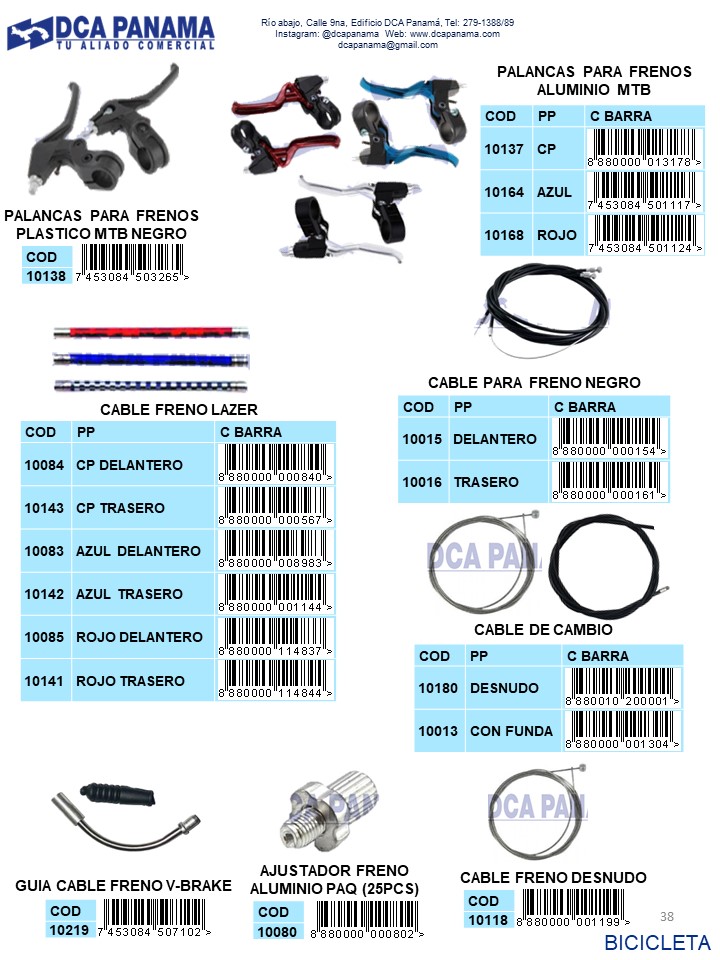 DCA PANAMA
TU ALIADO COMERCIAL
Río abajo, Calle 9na, Edificio DCA Panamá, Tel: 279-1388/89
Instagram: @dcapanama Web: www.dcapanama.com
dcapanama@gmail.com
PALANCAS PARA FRENOS
PLASTICO MTB NEGRO
COD
10138 7 453084 503265 >
PALANCAS PARA FRENOS
ALUMINIO MTB
COD PP C BARRA
10137 CP 8 880000 013178 >
10164 AZUL 7 453084 501117 >
10168 ROJO 7 453084 501124 >
CABLE FRENO LAZER
COD PP C BARRA
10084 CP DELANTERO 8 880000 000840 >
10143 CP TRASERO 8 880000 000567 >
10083 AZUL DELANTERO 8 880000 008983 >
10142 AZUL TRASERO 8 880000 001144 >
10085 ROJO DELANTERO 8 880000 114837 >
10141 ROJO TRASERO 8 880000 114844 >
CABLE PARA FRENO NEGRO
COD PP C BARRA
10015 DELANTERO 8 880000 000154 >
10016 TRASERO 8 880000 000161 >
DCA PANA
CABLE DE CAMBIO
COD PP C BARRA
10180 DESNUDO 8 880010 200001 >
10013 CON FUNDA 8 880000 001304 >
GUIA CABLE FRENO V-BRAKE
COD
10219 7 453084 507102 >
DCA PANAMA
AJUSTADOR FRENO
ALUMINIO PAQ (25PCS)
COD
10080 8 880000 000802 >
DCA PANA
CABLE FRENO DESNUDO
COD
10118 8 880000 001199 >
38
BICICLETA